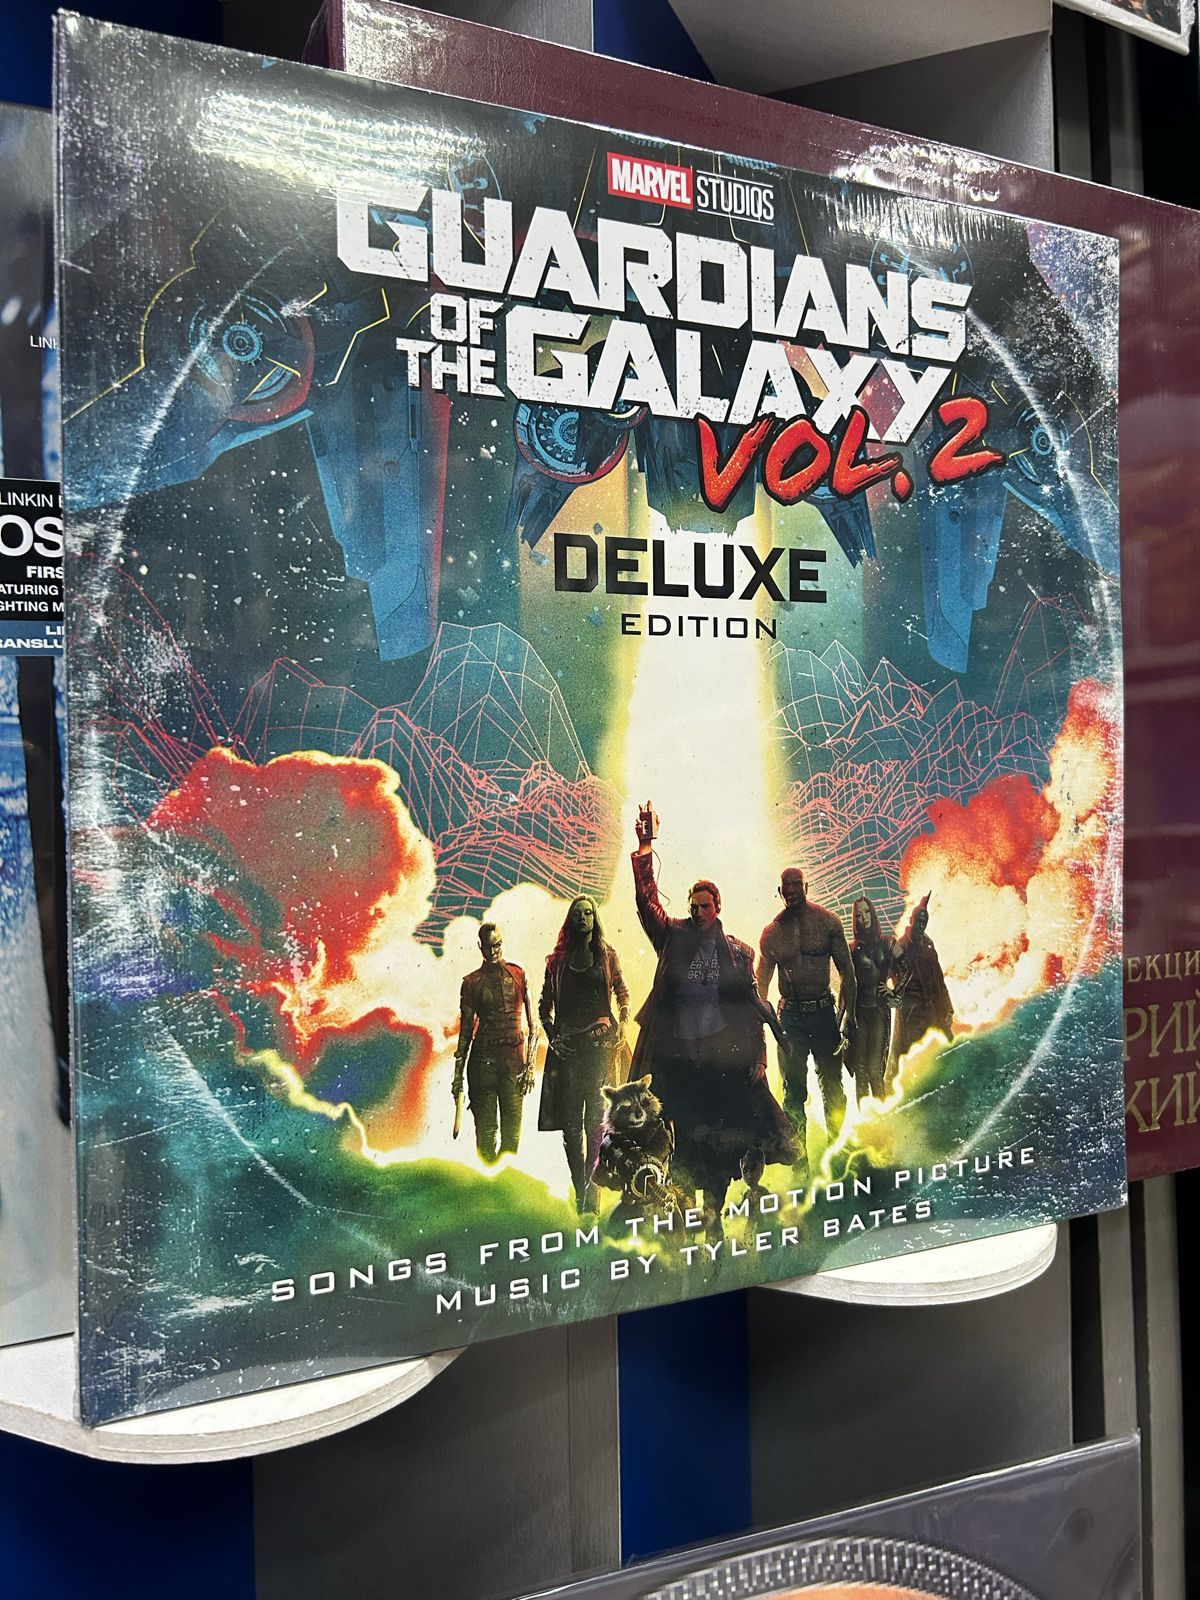 MARVEL STUDIOS
GUARDIANS
OF THE GALAXY
VOL. 2
DELUXE
EDITION
SONGS FROM THE MOTION PICTURE
MUSIC BY TYLER BATES
LINKIN
FIRS